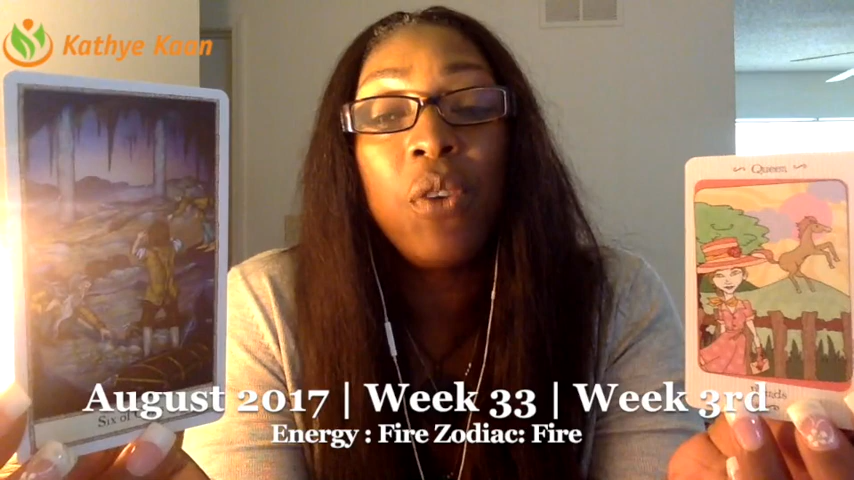 Kathye Kaan
Queen
Six of
August 2017 | Week 33 | Week 3rd
Energy : Fire Zodiac: Fire